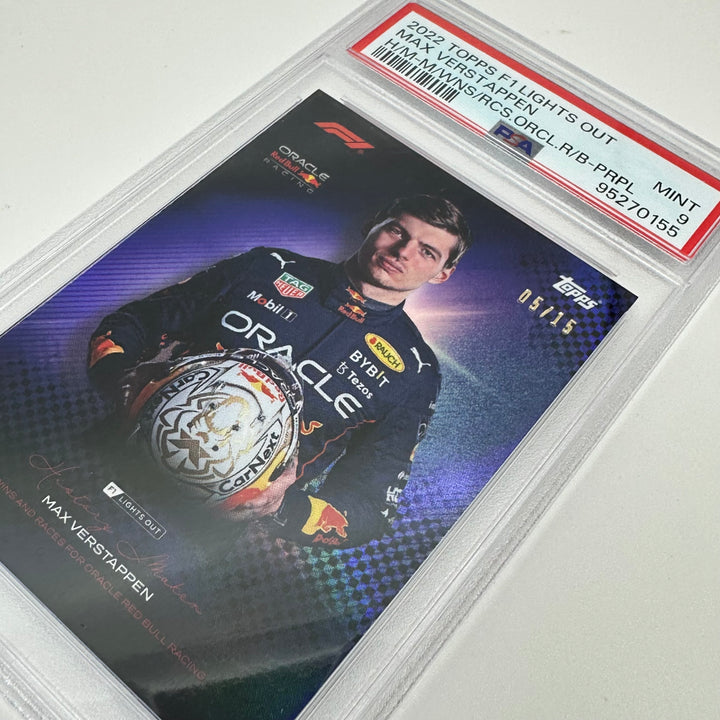 2022 TOPPS F1 LIGHTS OUT
MAX VERSTAPPEN
H/M-M/WNS/RCS.ORCL.R/B-PRPL
MINT
9
95270155
PSA
F1
ORACLE
Red Bull
RACING
topps
05/15
TAG
HEUER
Mobil 1
ORACLE
RAUCH
BYBIT
Tezos
CarNext
LIGHTS OUT
MAX VERSTAPPEN
WINS AND RACES FOR ORACLE RED BULL RACING